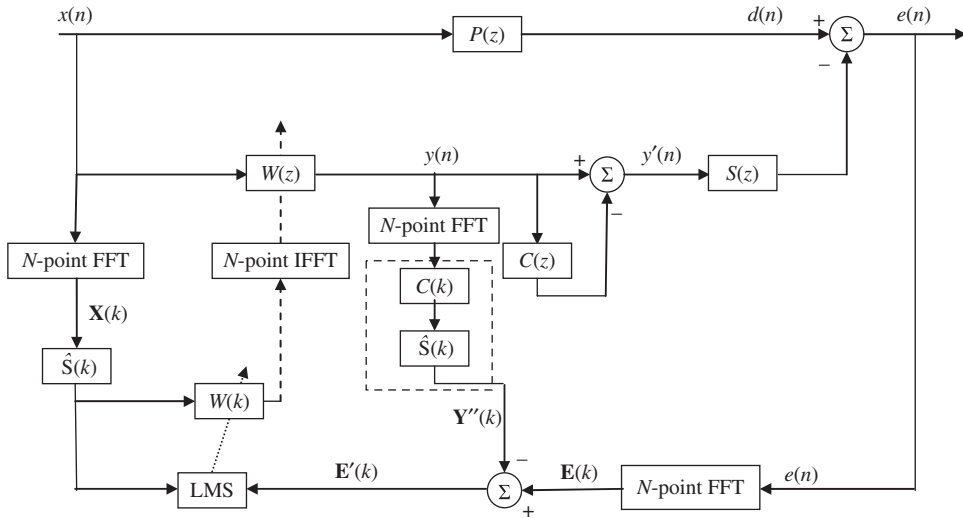 x(n)
d(n)
e(n)
P(z)
+
Σ
−
y(n)
y′(n)
W(z)
+
Σ
−
S(z)
N-point FFT
N-point IFFT
N-point FFT
C(z)
C(k)
X(k)
Ŝ(k)
Ŝ(k)
W(k)
Y″(k)
LMS
E′(k)
−
Σ
+
E(k)
N-point FFT
e(n)